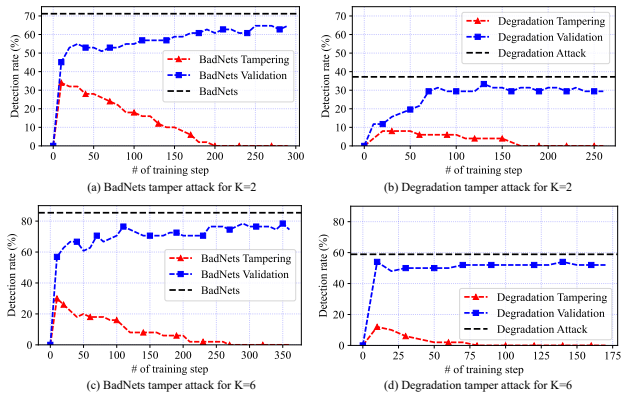 70
60
50
40
30
20
10
0
Detection rate (%)
BadNets Tampering
BadNets Validation
BadNets
0 50 100 150 200 250 300
# of training step
(a) BadNets tamper attack for K=2
70
60
50
40
30
20
10
0
Detection rate (%)
Degradation Tampering
Degradation Validation
Degradation Attack
0 50 100 150 200 250
# of training step
(b) Degradation tamper attack for K=2
80
60
40
20
0
Detection rate (%)
BadNets Tampering
BadNets Validation
BadNets
0 50 100 150 200 250 300 350
# of training step
(c) BadNets tamper attack for K=6
80
60
40
20
0
Detection rate (%)
Degradation Tampering
Degradation Validation
Degradation Attack
0 25 50 75 100 125 150 175
# of training step
(d) Degradation tamper attack for K=6